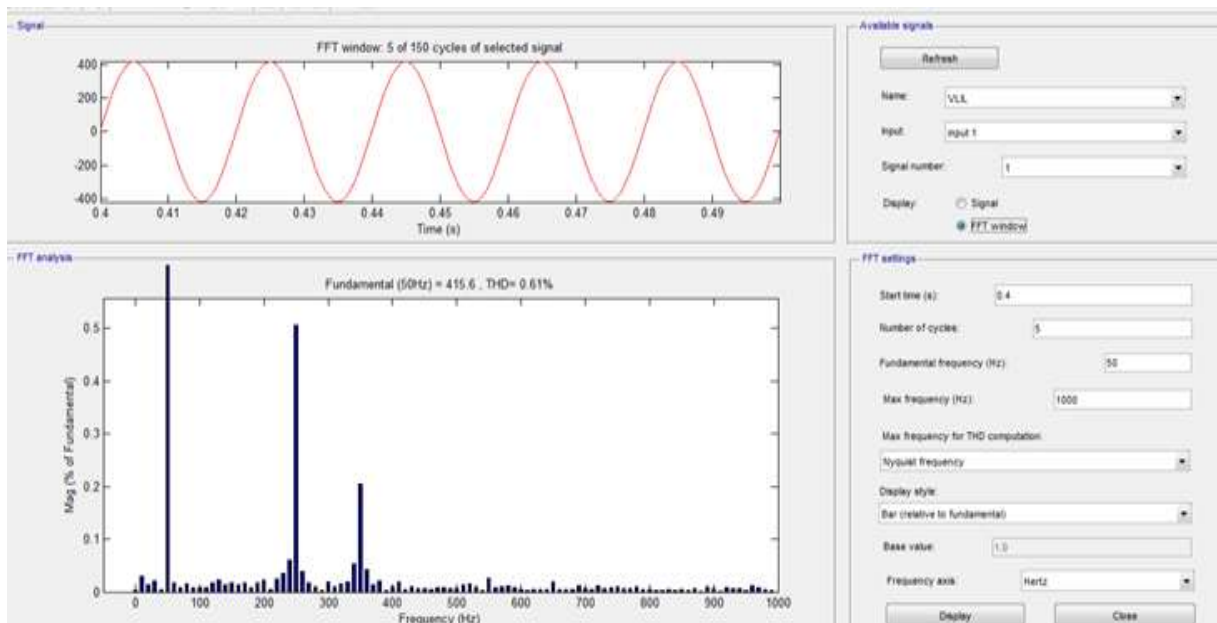 Signal
FFT window: 5 of 150 cycles of selected signal
400
200
0
-200
-400
0.4 0.41 0.42 0.43 0.44 0.45 0.46 0.47 0.48 0.49
Time (s)
FFT analysis
Fundamental (50Hz) = 415.6 , THD= 0.61%
0.5
0.4
0.3
0.2
0.1
0
Mag (% of Fundamental)
0 100 200 300 400 500 600 700 800 900 1000
Frequency (Hz)
Available signals
Refresh
Name: VLIL
Input: input 1
Signal number: 1
Display: Signal
FFT window
FFT settings
Start time (s): 0.4
Number of cycles: 5
Fundamental frequency (Hz): 50
Max frequency (Hz): 1000
Max frequency for THD computation:
Nyquist frequency
Display style:
Bar (relative to fundamental)
Base value: 1.0
Frequency axis: Hertz
Display Close